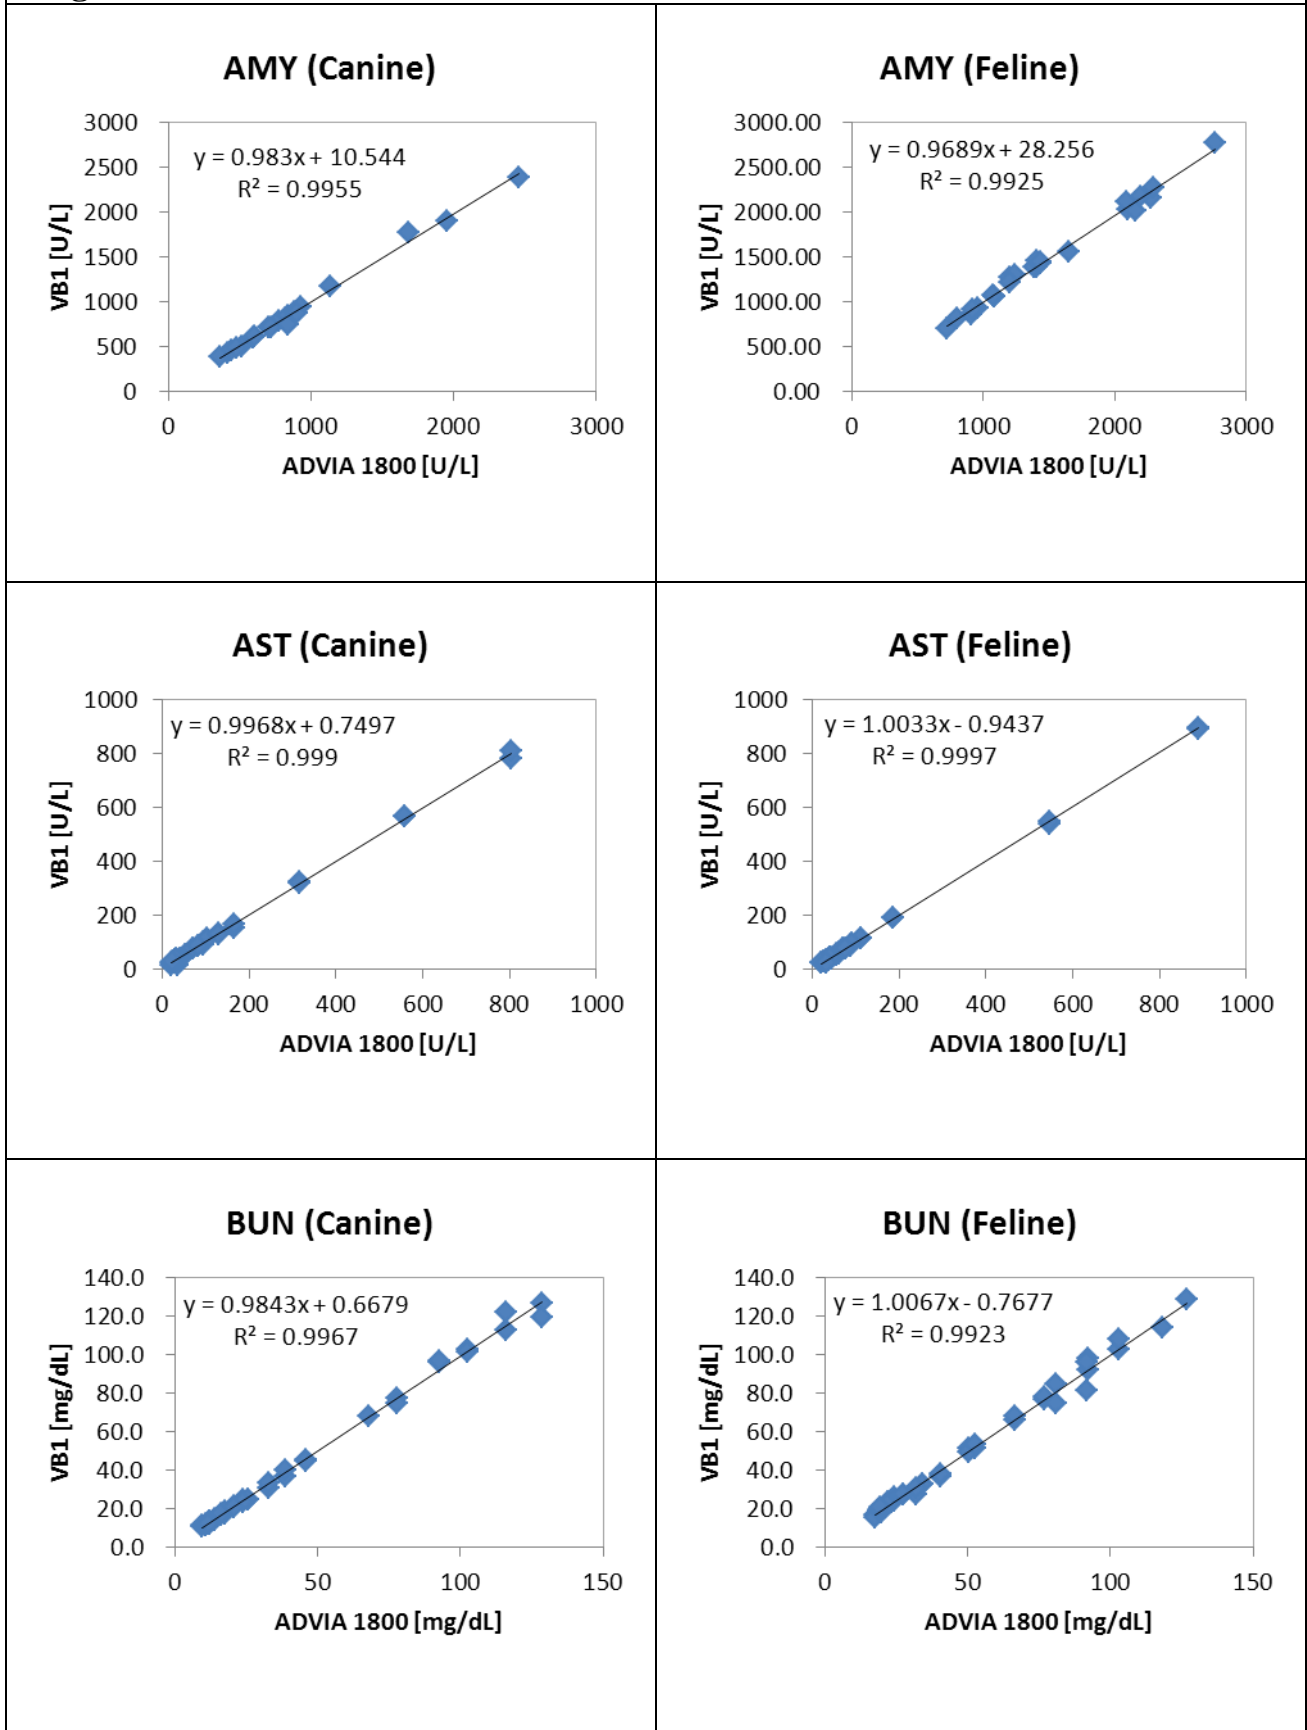 AMY (Canine)
3000
2500
2000
1500
1000
500
0
y = 0.983x + 10.544
R² = 0.9955
VB1 [U/L]
0 1000 2000 3000
ADVIA 1800 [U/L]
AMY (Feline)
3000.00
2500.00
2000.00
1500.00
1000.00
500.00
0.00
y = 0.9689x + 28.256
R² = 0.9925
VB1 [U/L]
0 1000 2000 3000
ADVIA 1800 [U/L]
AST (Canine)
1000
800
600
400
200
0
y = 0.9968x + 0.7497
R² = 0.999
VB1 [U/L]
0 200 400 600 800 1000
ADVIA 1800 [U/L]
AST (Feline)
1000
800
600
400
200
0
y = 1.0033x - 0.9437
R² = 0.9997
VB1 [U/L]
0 200 400 600 800 1000
ADVIA 1800 [U/L]
BUN (Canine)
140.0
120.0
100.0
80.0
60.0
40.0
20.0
0.0
y = 0.9843x + 0.6679
R² = 0.9967
VB1 [mg/dL]
0 50 100 150
ADVIA 1800 [mg/dL]
BUN (Feline)
140.0
120.0
100.0
80.0
60.0
40.0
20.0
0.0
y = 1.0067x - 0.7677
R² = 0.9923
VB1 [mg/dL]
0 50 100 150
ADVIA 1800 [mg/dL]